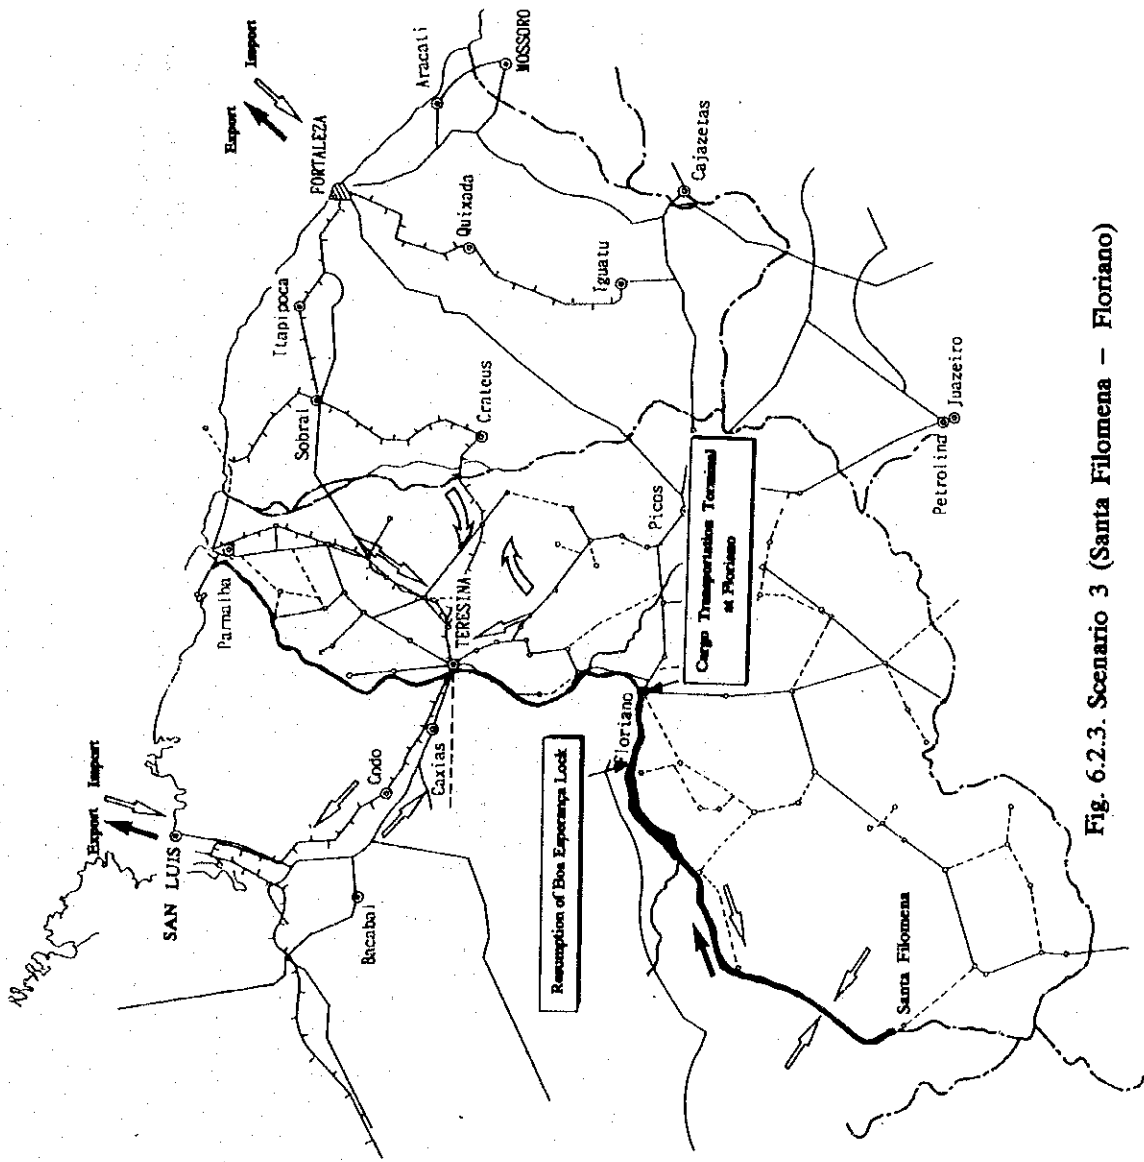 Export Import
SAN LUIS
Parnaiba
Export
Import
Itapipoca
Sobral
PORTALEZA
Bacabal
Codo
Aracati
Caxias
TERESINA
Quixada
Crateus
MOSSORO
Resumption of Boa Esperança Lock
Iguatu
Floriano
Picos
Cajazetas
Cargo Transportation Terminal
at Floriano
Santa Filomena
Petrolina
Juazeiro
Fig. 6.2.3. Scenario 3 (Santa Filomena — Floriano)